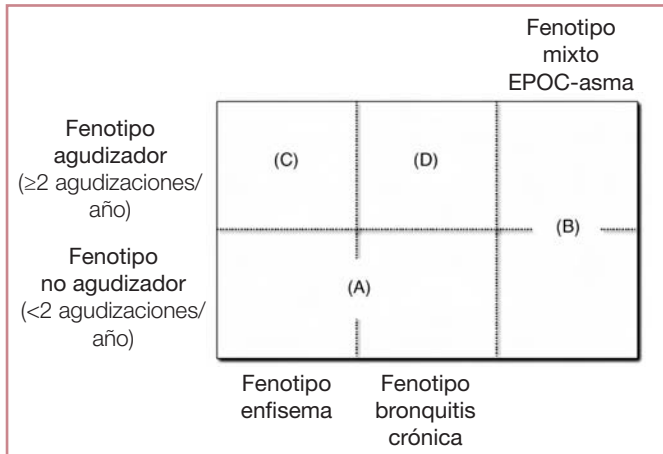 Fenotipo
mixto
EPOC-asma
Fenotipo
agudizador
(≥2 agudizaciones/
año)
(C)
(D)
(B)
Fenotipo
no agudizador
(<2 agudizaciones/
año)
(A)
Fenotipo
enfisema
Fenotipo
bronquitis
crónica